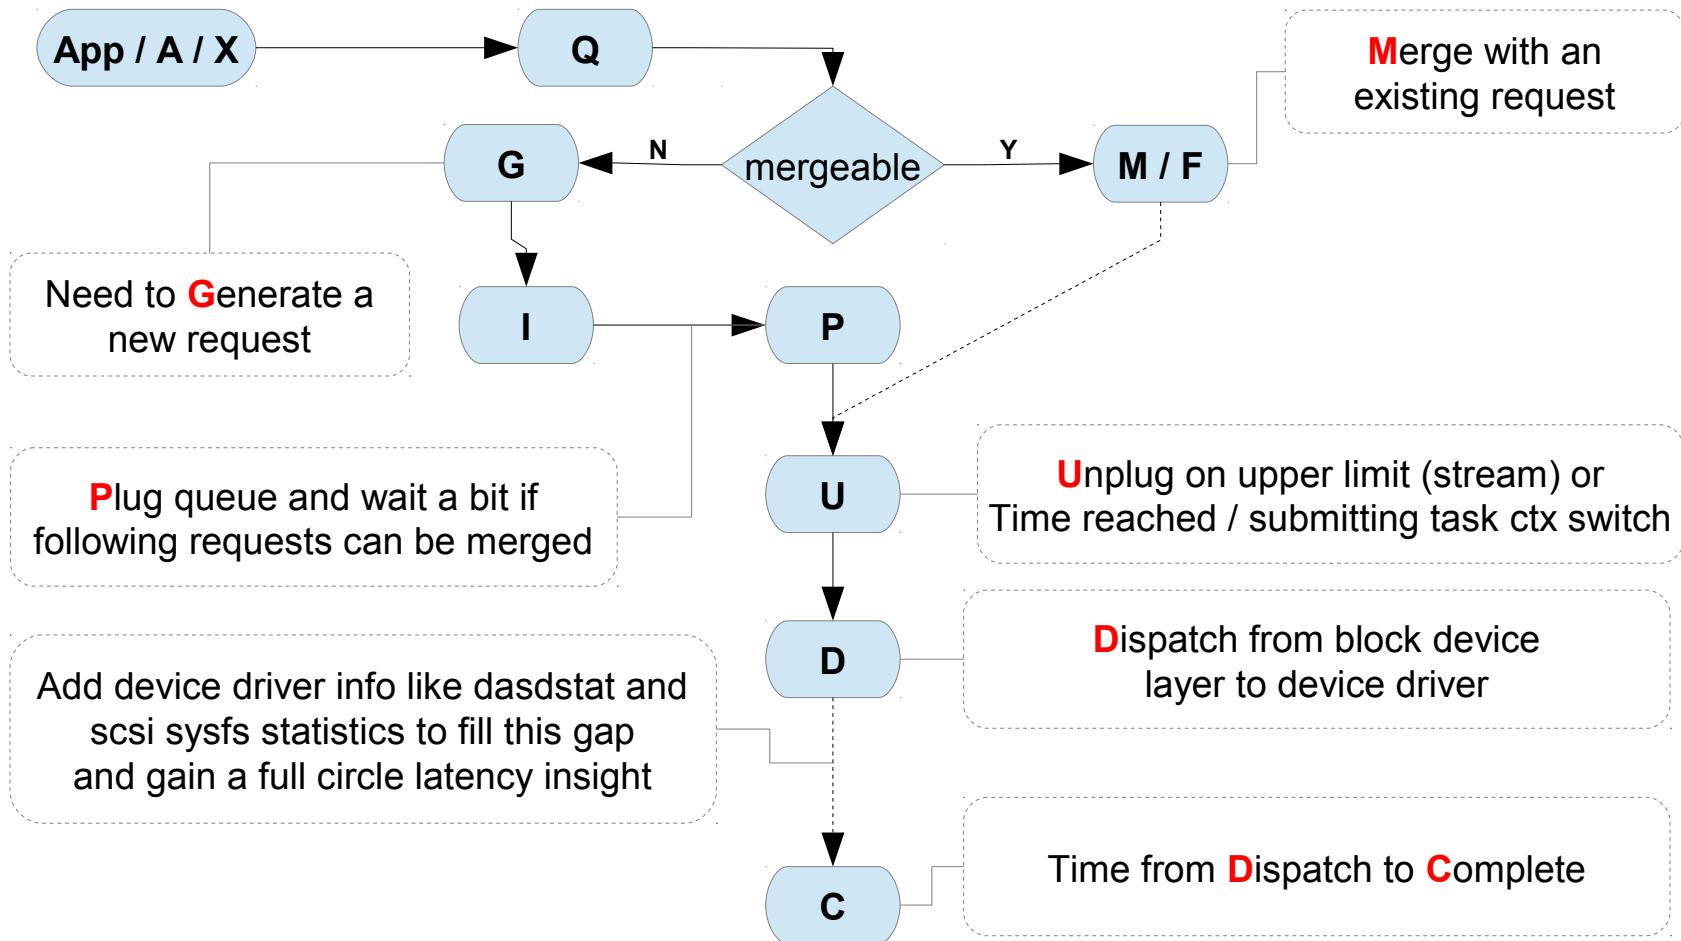 App / A / X
Q
Merge with an
existing request
G
N
mergeable
Y
M / F
Need to Generate a
new request
I
P
Plug queue and wait a bit if
following requests can be merged
U
Unplug on upper limit (stream) or
Time reached / submitting task ctx switch
D
Dispatch from block device
layer to device driver
Add device driver info like dasdstat and
scsi sysfs statistics to fill this gap
and gain a full circle latency insight
C
Time from Dispatch to Complete